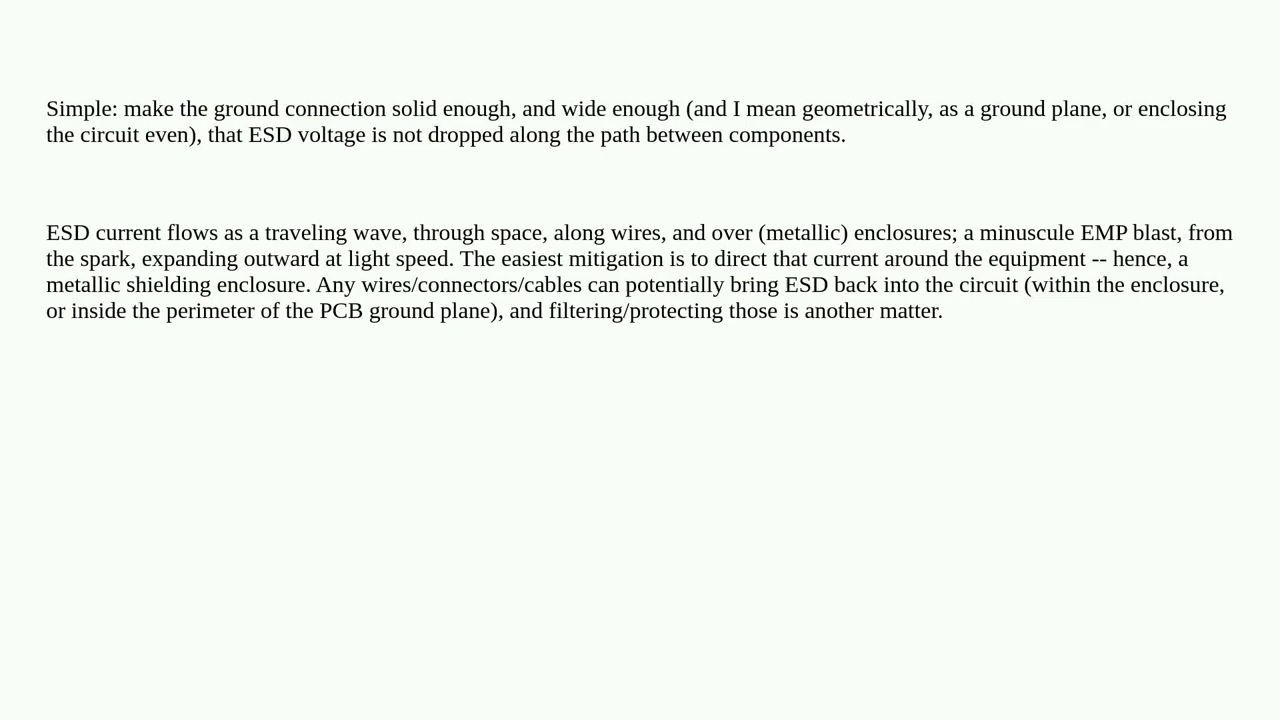 Simple: make the ground connection solid enough, and wide enough (and I mean geometrically, as a ground plane, or enclosing
the circuit even), that ESD voltage is not dropped along the path between components.
ESD current flows as a traveling wave, through space, along wires, and over (metallic) enclosures; a minuscule EMP blast, from
the spark, expanding outward at light speed. The easiest mitigation is to direct that current around the equipment -- hence, a
metallic shielding enclosure. Any wires/connectors/cables can potentially bring ESD back into the circuit (within the enclosure,
or inside the perimeter of the PCB ground plane), and filtering/protecting those is another matter.